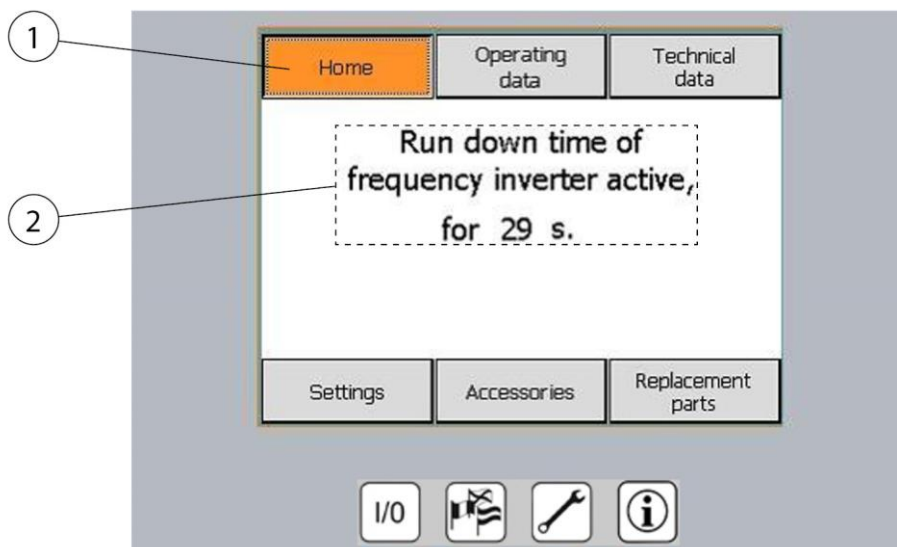 1
Home
Operating
data
Technical
data
Run down time of
frequency inverter active,
for 29 s.
2
Settings
Accessories
Replacement
parts
I/O
i